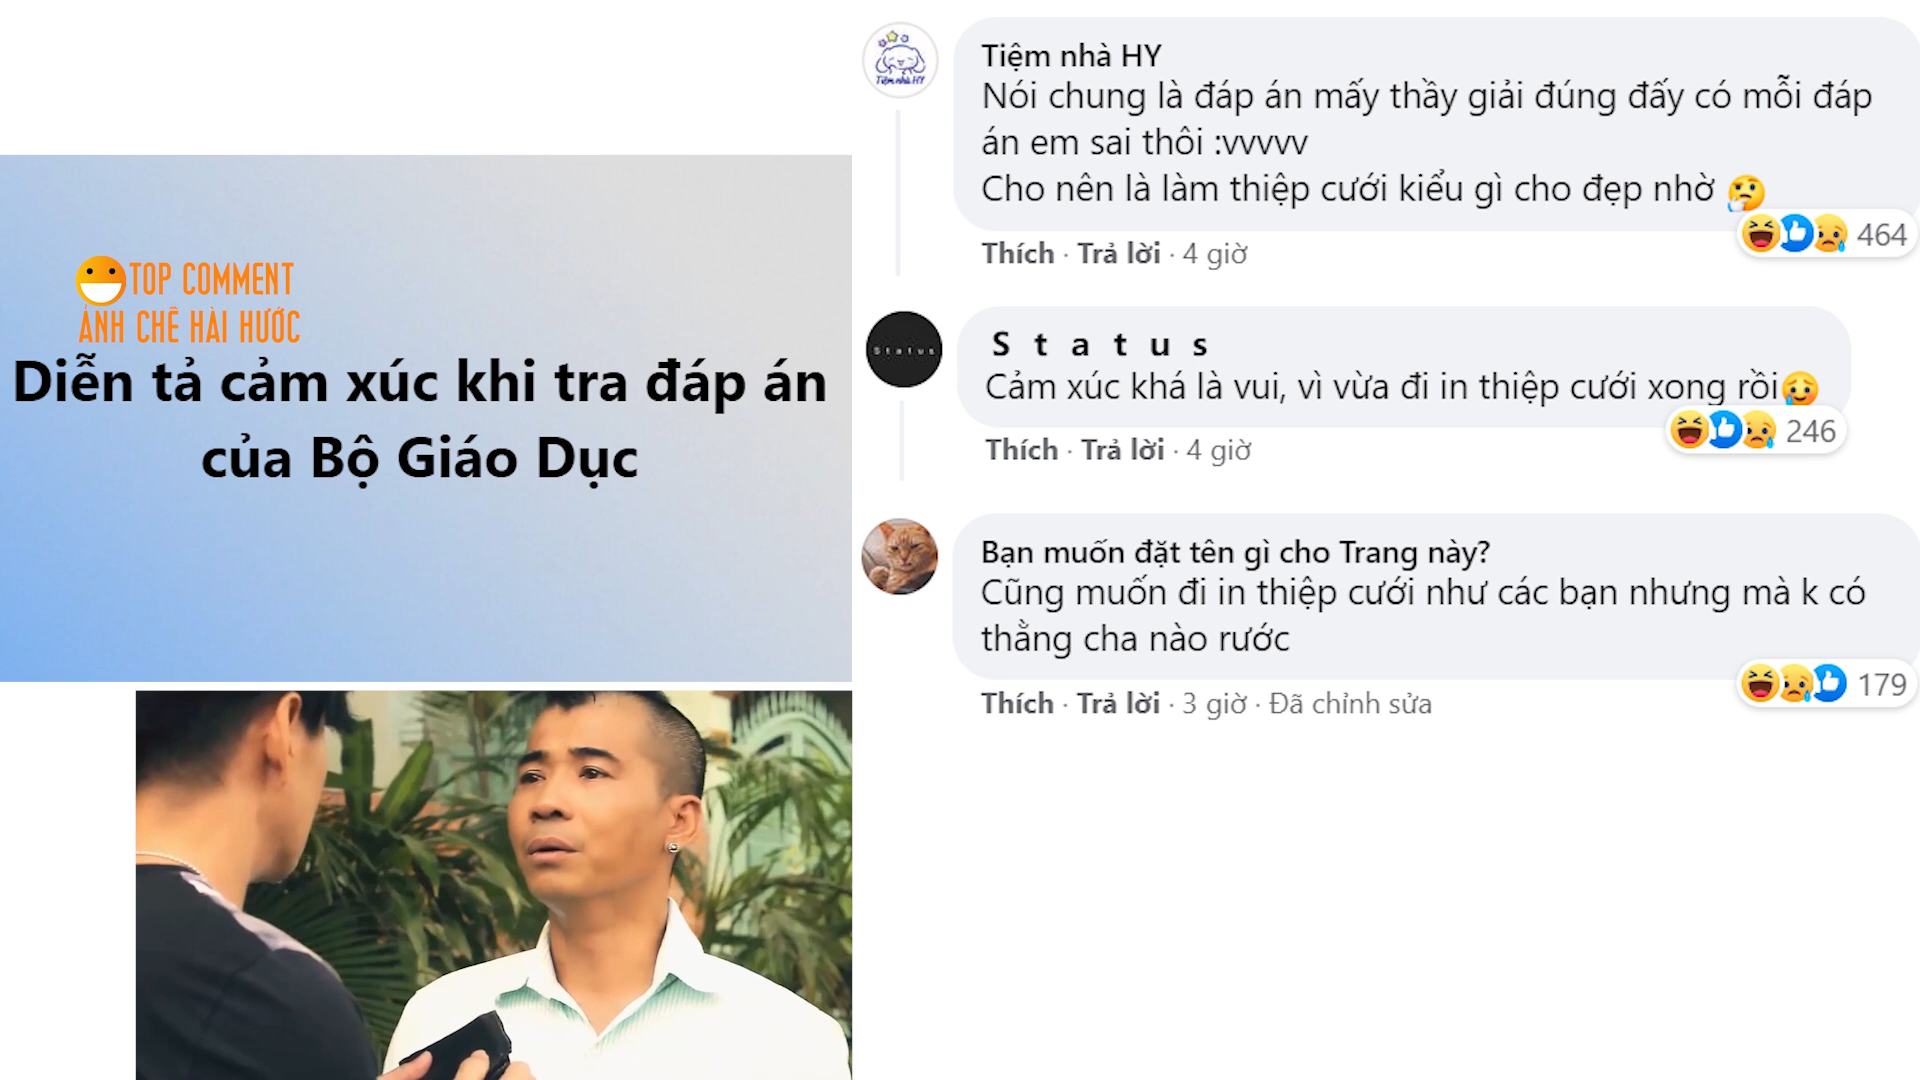 TOP COMMENT
ẢNH CHẾ HÀI HƯỚC
Diễn tả cảm xúc khi tra đáp án
của Bộ Giáo Dục
Tiệm nhà HY
Tiệm nhà HY
Nói chung là đáp án mấy thầy giải đúng đấy có mỗi đáp
án em sai thôi :vvvvv
Cho nên là làm thiệp cưới kiểu gì cho đẹp nhờ 🤔
464
Thích · Trả lời · 4 giờ
Status
S t a t u s
Cảm xúc khá là vui, vì vừa đi in thiệp cưới xong rồi🥲
246
Thích · Trả lời · 4 giờ
Bạn muốn đặt tên gì cho Trang này?
Cũng muốn đi in thiệp cưới như các bạn nhưng mà k có
thằng cha nào rước
179
Thích · Trả lời · 3 giờ · Đã chỉnh sửa